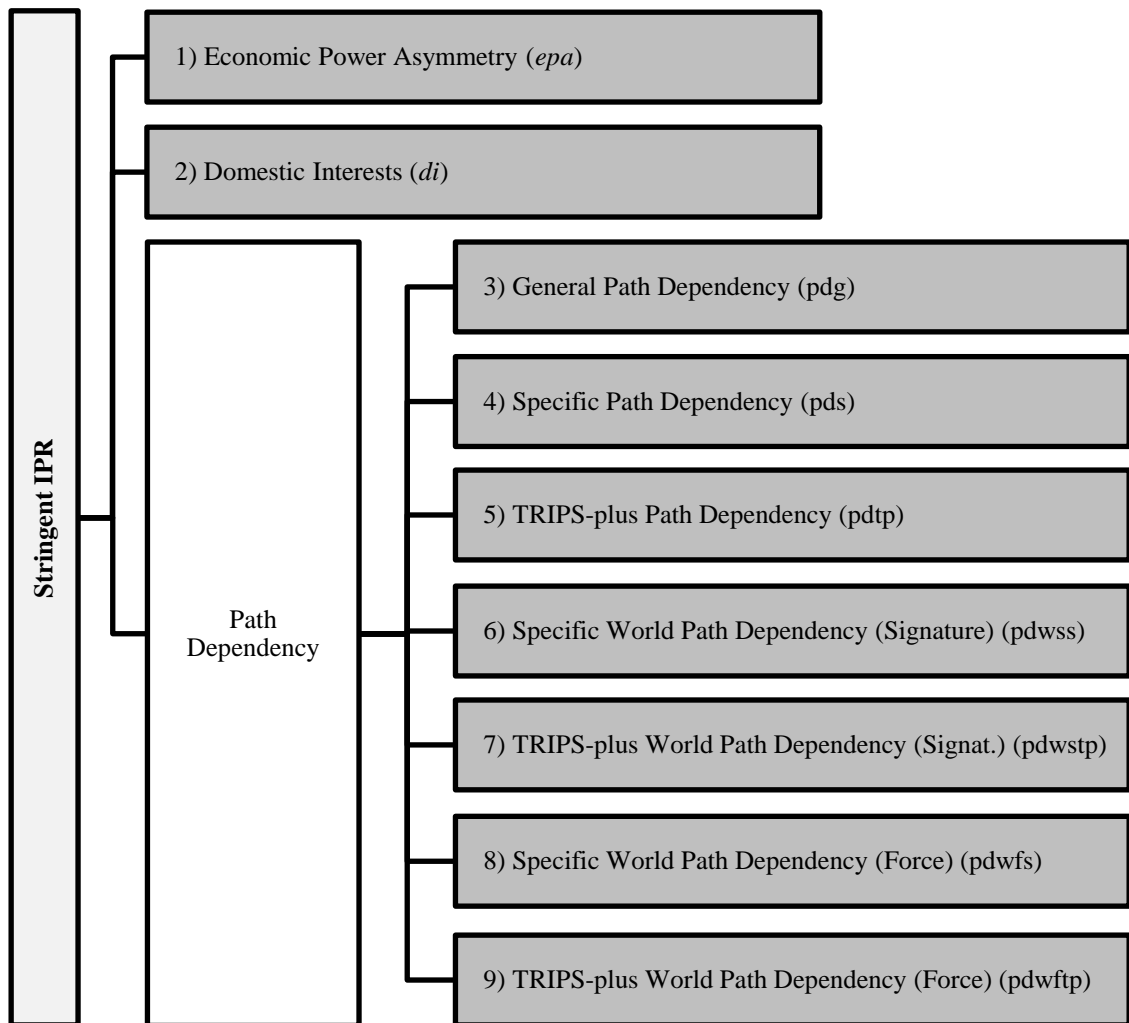 Stringent IPR
1) Economic Power Asymmetry (epa)
2) Domestic Interests (di)
Path
Dependency
3) General Path Dependency (pdg)
4) Specific Path Dependency (pds)
5) TRIPS-plus Path Dependency (pdtp)
6) Specific World Path Dependency (Signature) (pdwss)
7) TRIPS-plus World Path Dependency (Signat.) (pdwstp)
8) Specific World Path Dependency (Force) (pdwfs)
9) TRIPS-plus World Path Dependency (Force) (pdwftp)